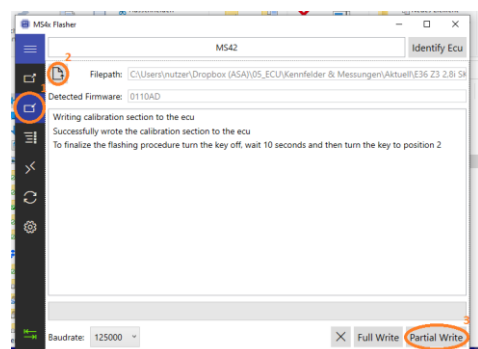 MS4x Flasher
MS42
Identify Ecu
2
Filepath: C:\Users\nutzer\Dropbox (ASA)\05_ECU\Kennfelder & Messungen\Aktuell\E36 Z3 2.8i
1
Detected Firmware: 0110AD
Writing calibration section to the ecu
Successfully wrote the calibration section to the ecu
To finalize the flashing procedure turn the key off, wait 10 seconds and then turn the key to position 2
3
Baudrate: 125000
Full Write
Partial Write